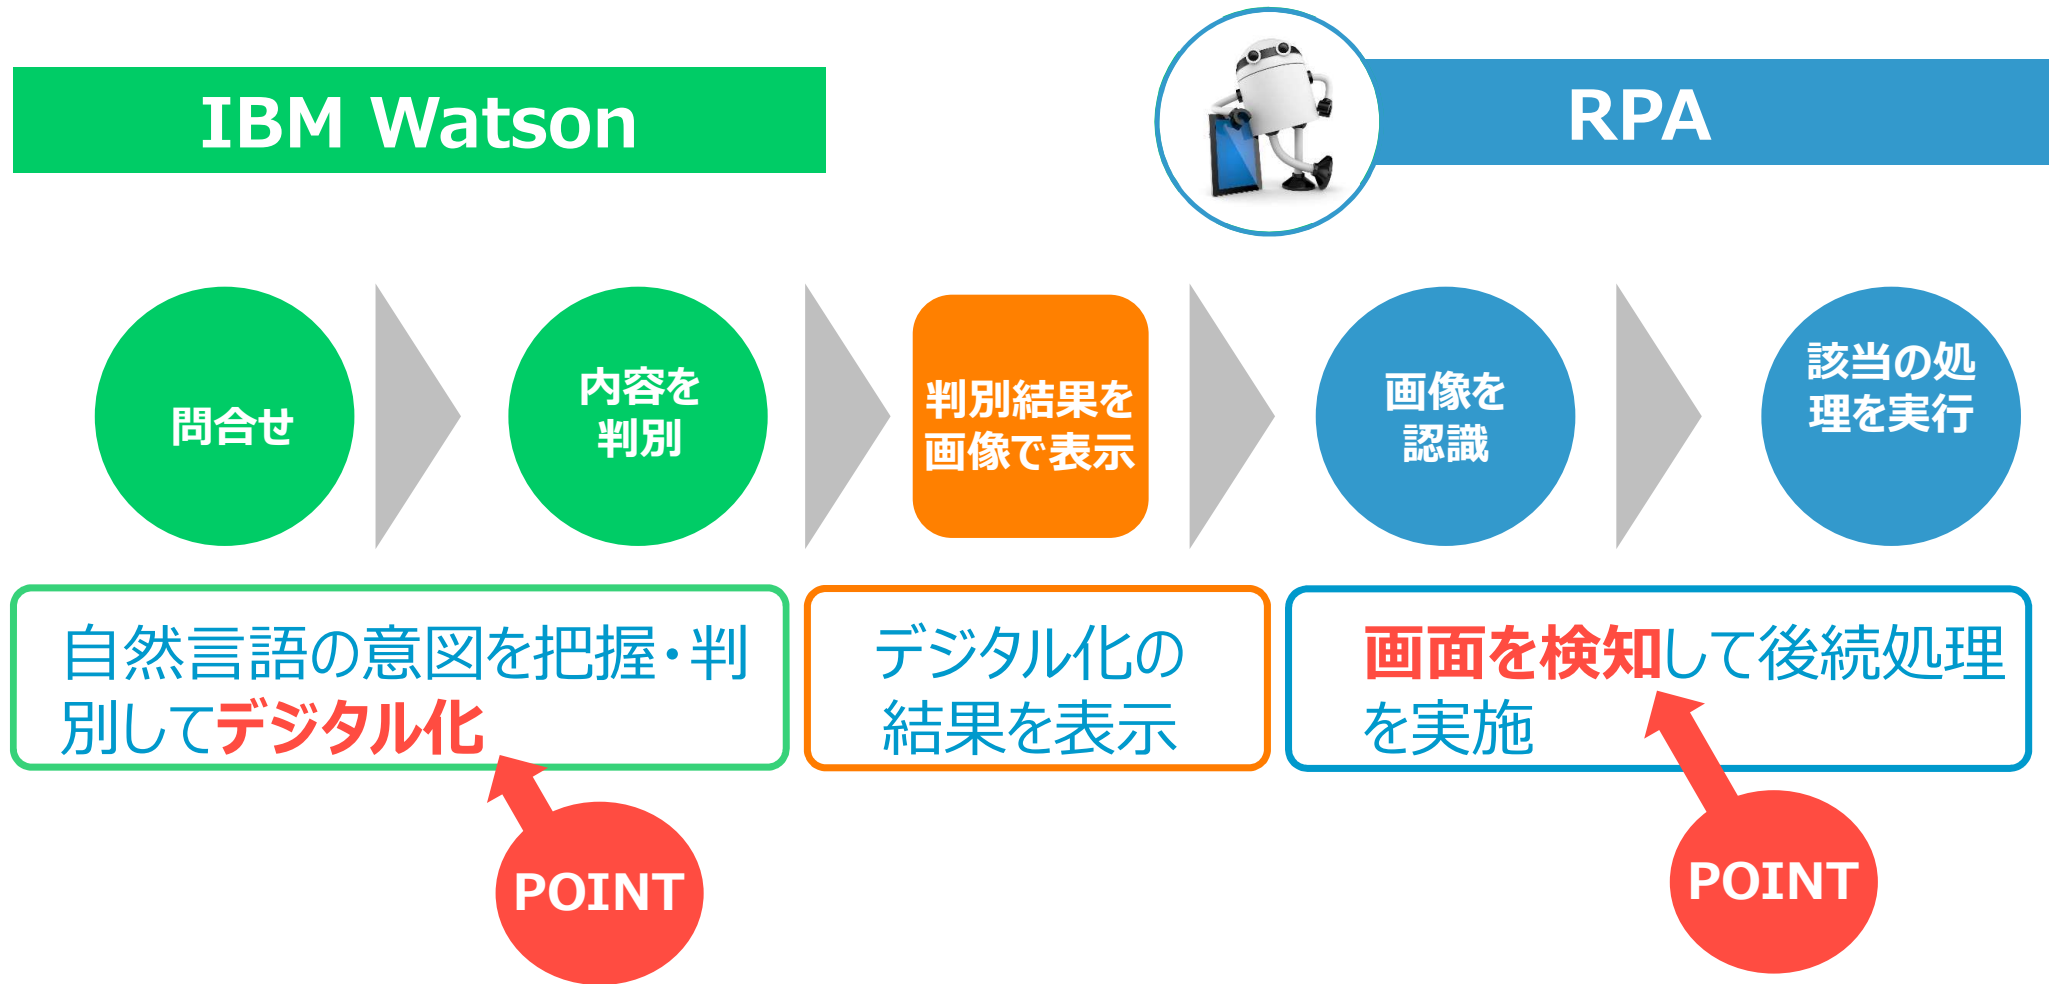 IBM Watson
RPA
問合せ
内容を
判別
判別結果を
画像で表示
画像を
認識
該当の処
理を実行
自然言語の意図を把握・判
別してデジタル化
デジタル化の
結果を表示
画面を検知して後続処理
を実施
POINT
POINT